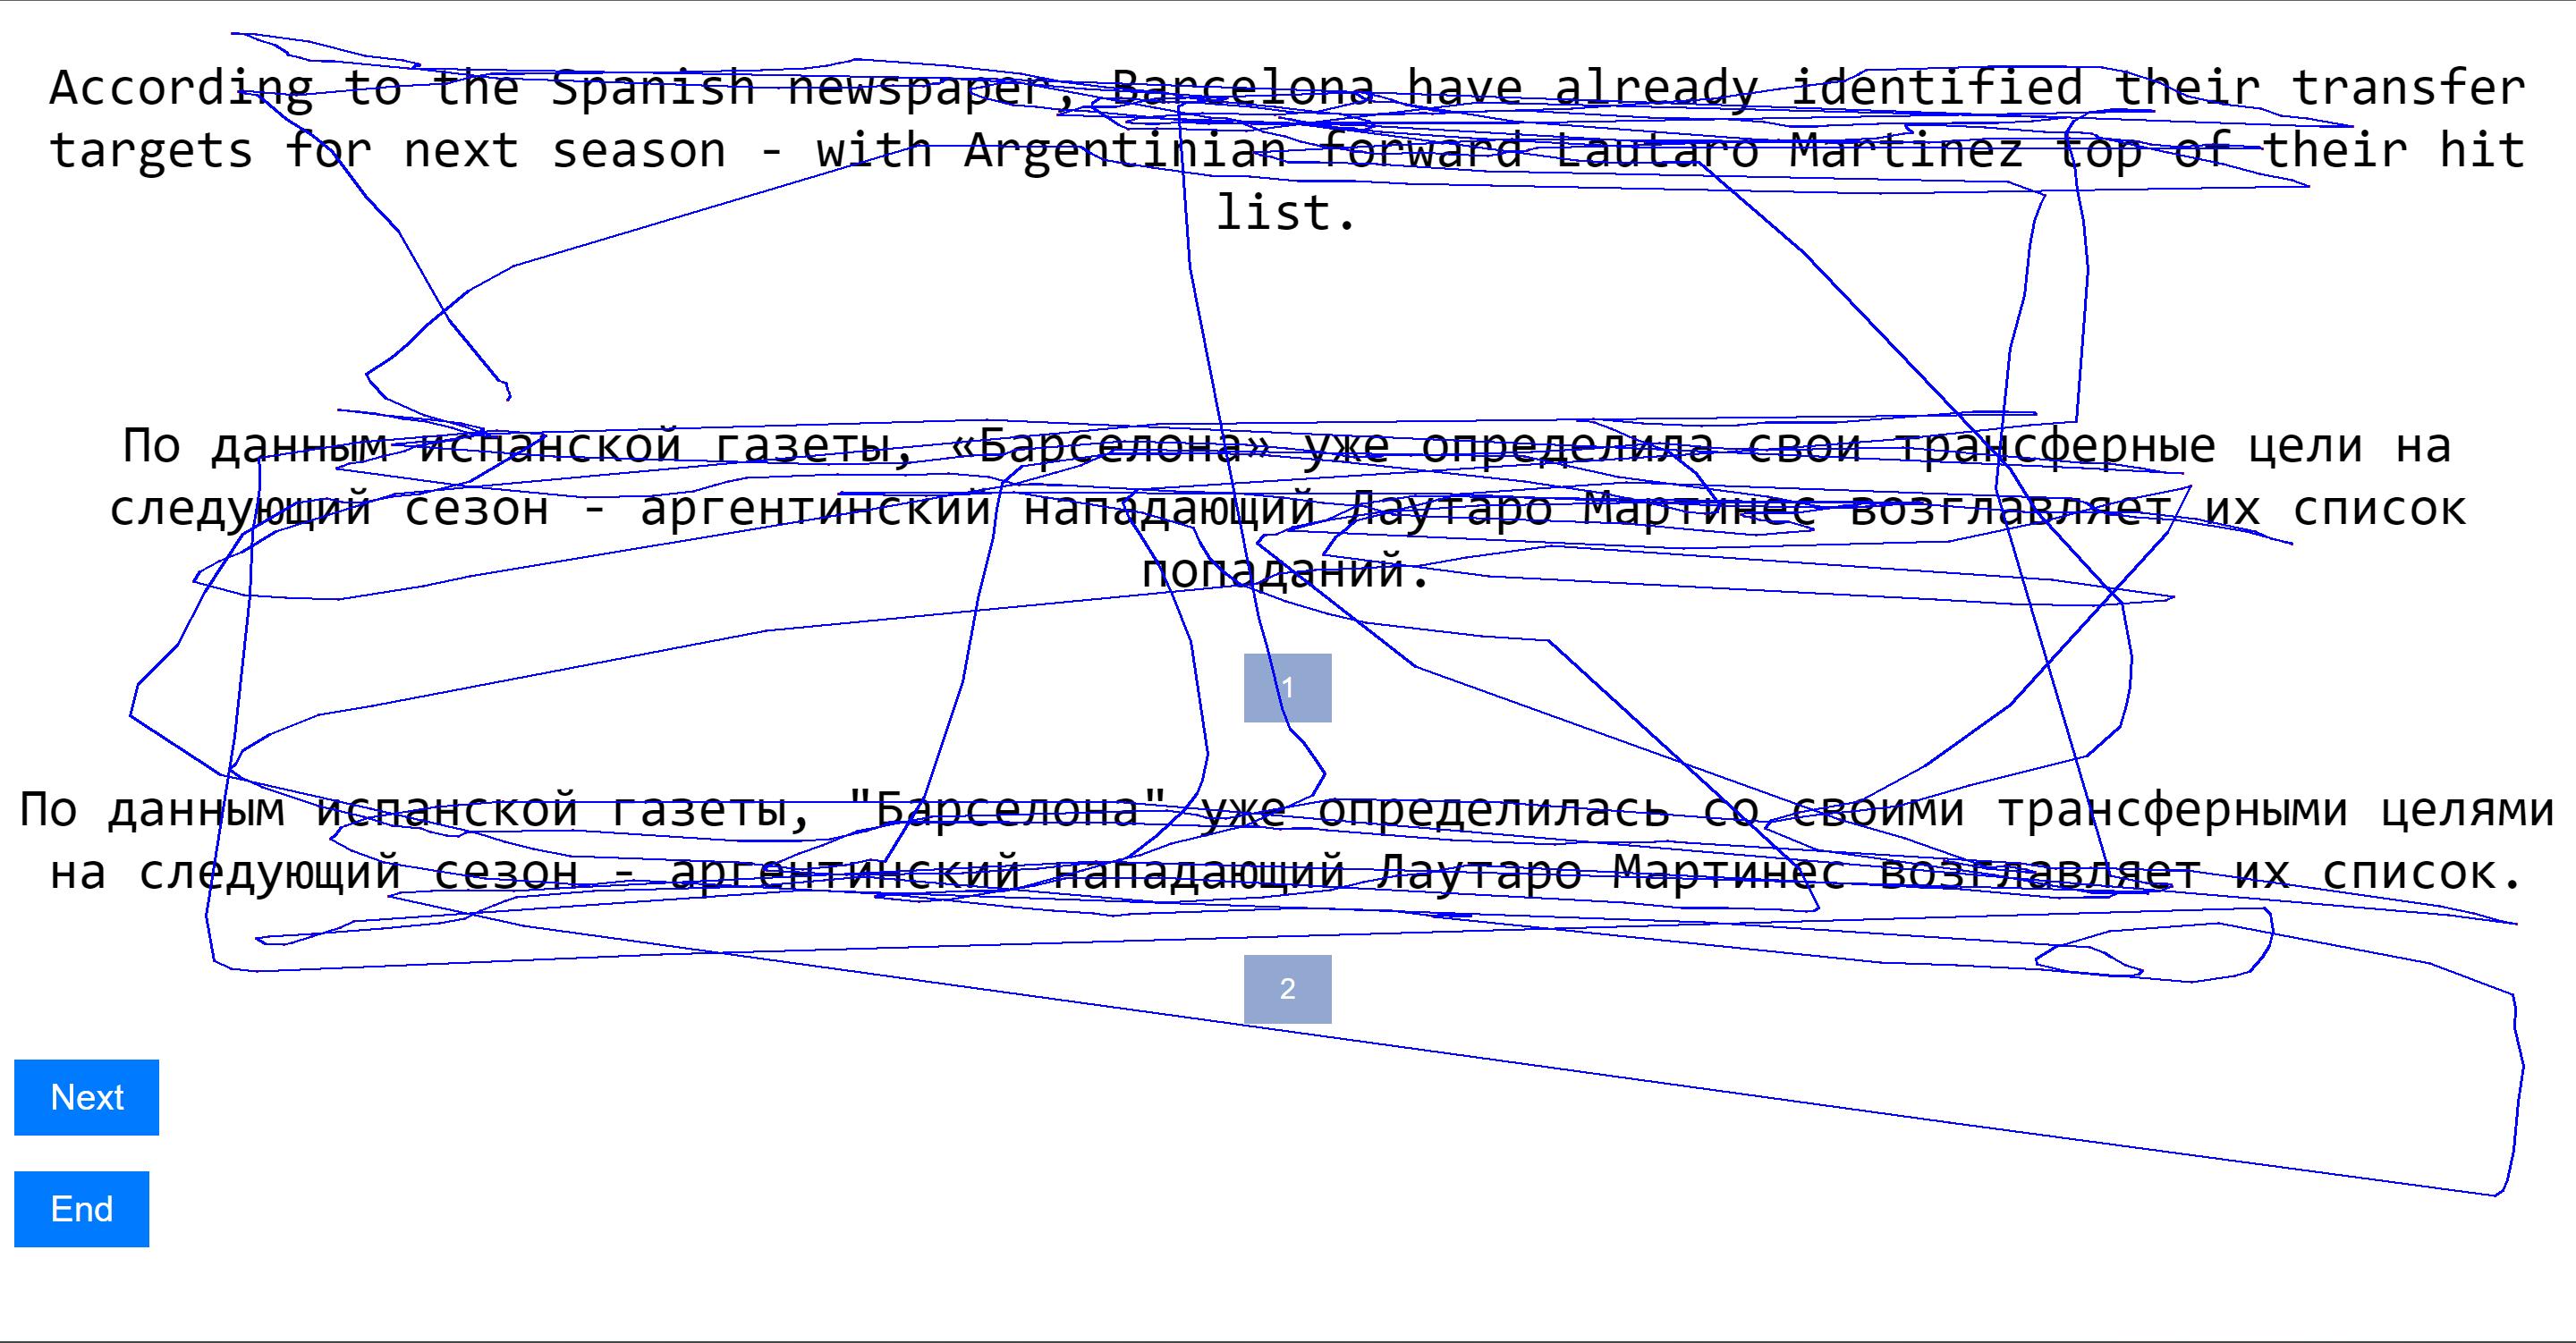 According to the Spanish newspaper, Barcelona have already identified their transfer
targets for next season - with Argentinian forward Lautaro Martinez top of their hit
list.
По данным испанской газеты, «Барселона» уже определила свои трансферные цели на
следующий сезон - аргентинский нападающий Лаутаро Мартинес возглавляет их список
попаданий.
1
По данным испанской газеты, "Барселона" уже определилась со своими трансферными целями
на следующий сезон - аргентинский нападающий Лаутаро Мартинес возглавляет их список.
2
Next
End